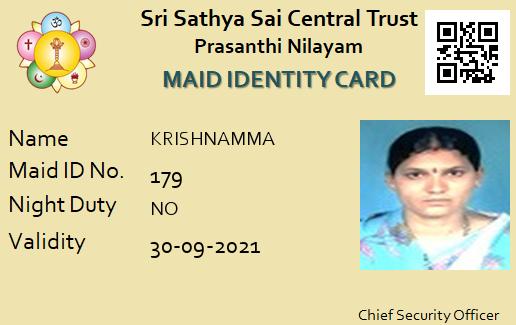 Sri Sathya Sai Central Trust
Prasanthi Nilayam
MAID IDENTITY CARD
Name KRISHNAMMA
Maid ID No. 179
Night Duty NO
Validity 30-09-2021
Chief Security Officer